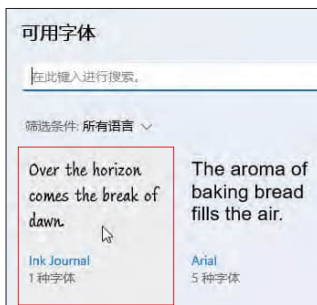 可用字体
在此键入进行搜索。
筛选条件: 所有语言
Over the horizon
comes the break of
dawn.
Ink Journal
1 种字体
The aroma of
baking bread
fills the air.
Arial
5 种字体